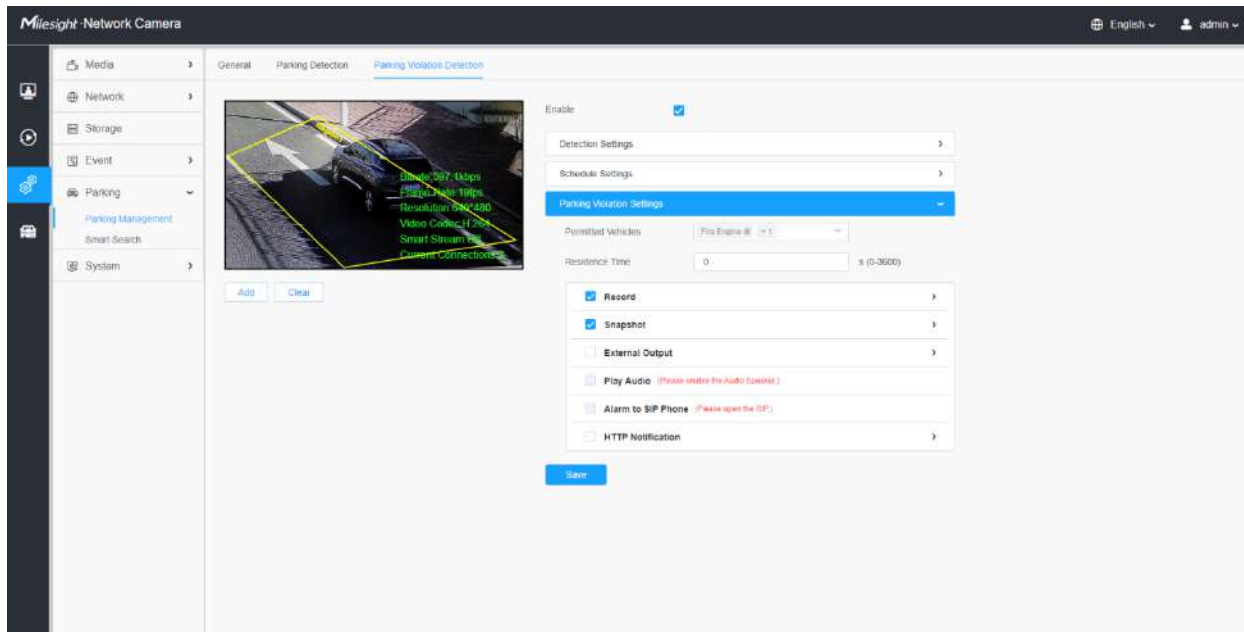 Milesight Network Camera
English
admin
Media
Network
Storage
Event
Parking
Parking Management
Smart Search
System
General Parking Detection Parking Violation Detection
Bitrate:597.1kbps
Frame Rate:19fps
Resolution:640*480
Video Codec:H.264
Smart Stream
Current Connections
Add Clear
Enable
Detection Settings
Schedule Settings
Parking Violation Settings
Permitted Vehicles Fire Engine + 1
Residence Time 0 s (0-3600)
Record
Snapshot
External Output
Play Audio (Please enable the Audio Speaker.)
Alarm to SIP Phone (Please open the SIP.)
HTTP Notification
Save